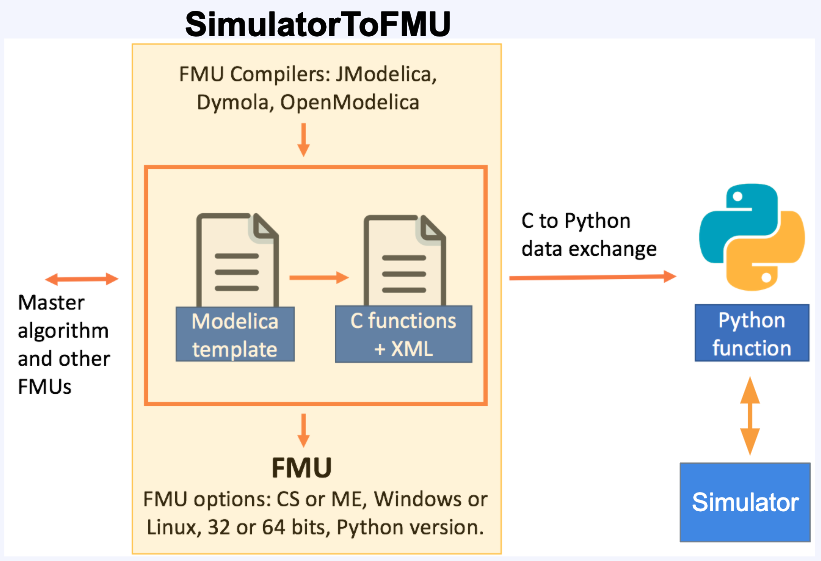 SimulatorToFMU
FMU Compilers: JModelica,
Dymola, OpenModelica
Modelica
template
C functions
+ XML
C to Python
data exchange
Master
algorithm
and other
FMUs
Python
function
FMU
FMU options: CS or ME, Windows or
Linux, 32 or 64 bits, Python version.
Simulator